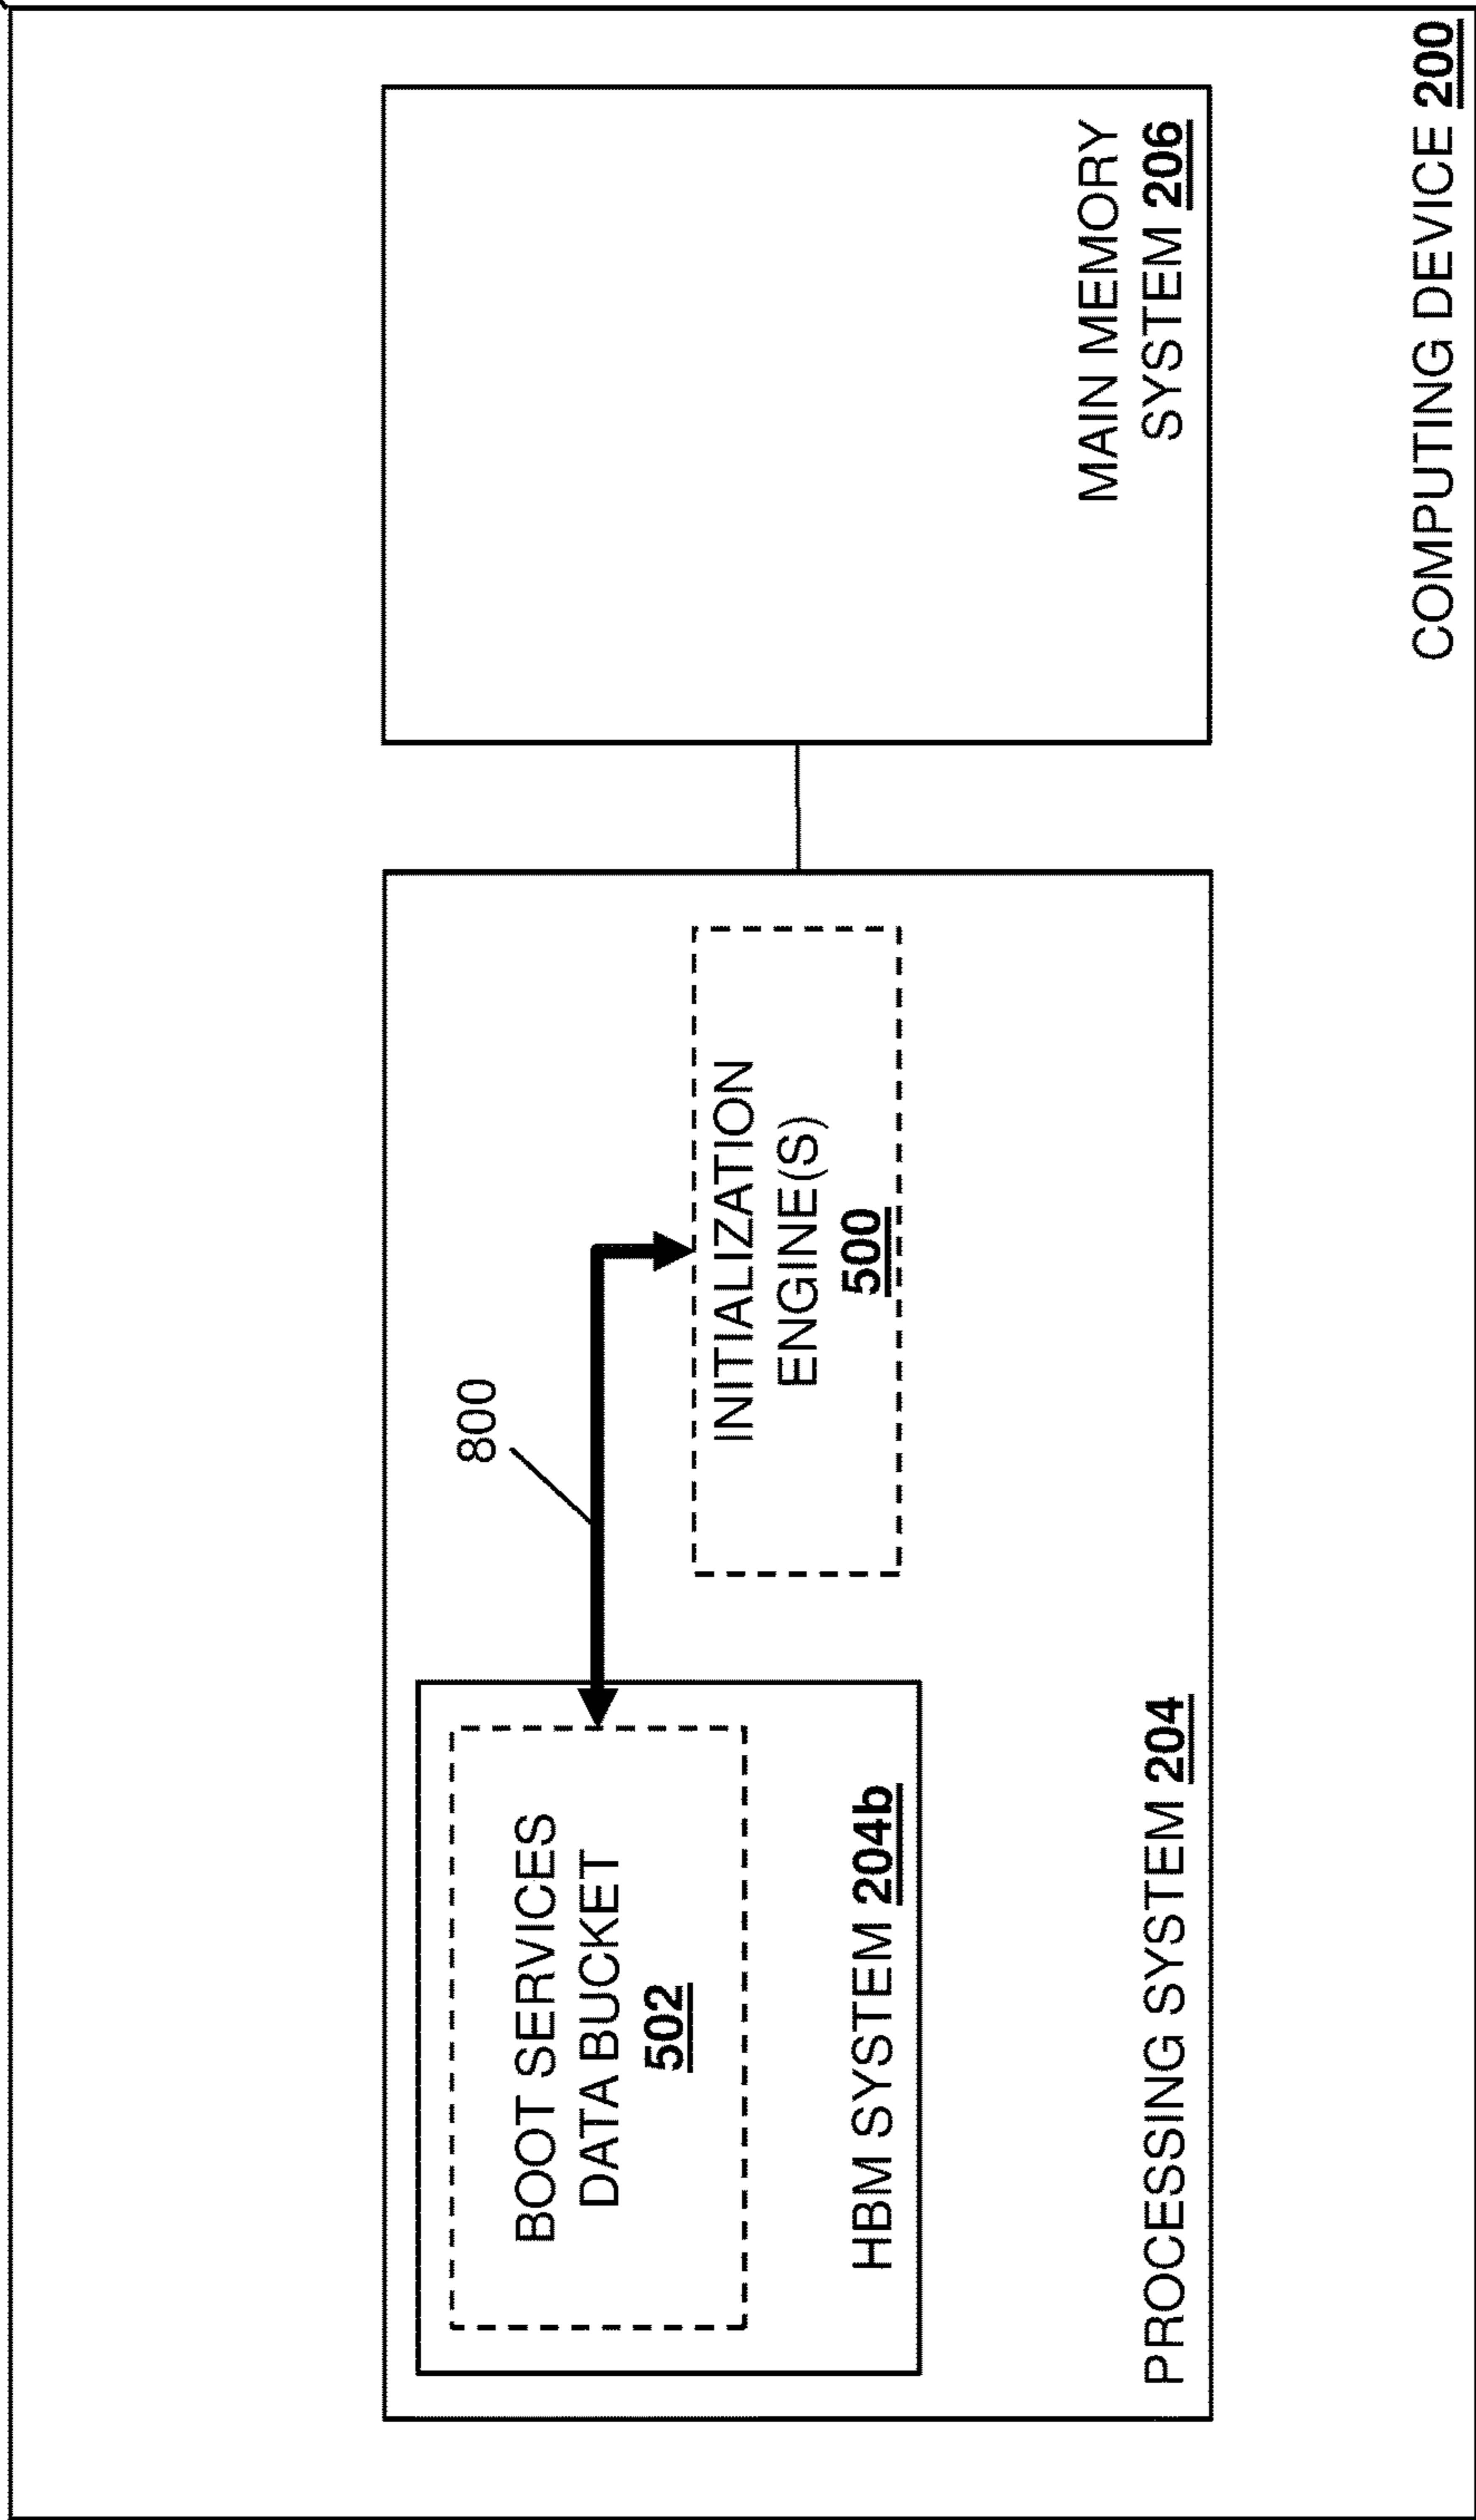 800
BOOT SERVICES
DATA BUCKET
502
HBM SYSTEM 204b
INITIALIZATION
ENGINE(S)
500
PROCESSING SYSTEM 204
MAIN MEMORY
SYSTEM 206
COMPUTING DEVICE 200